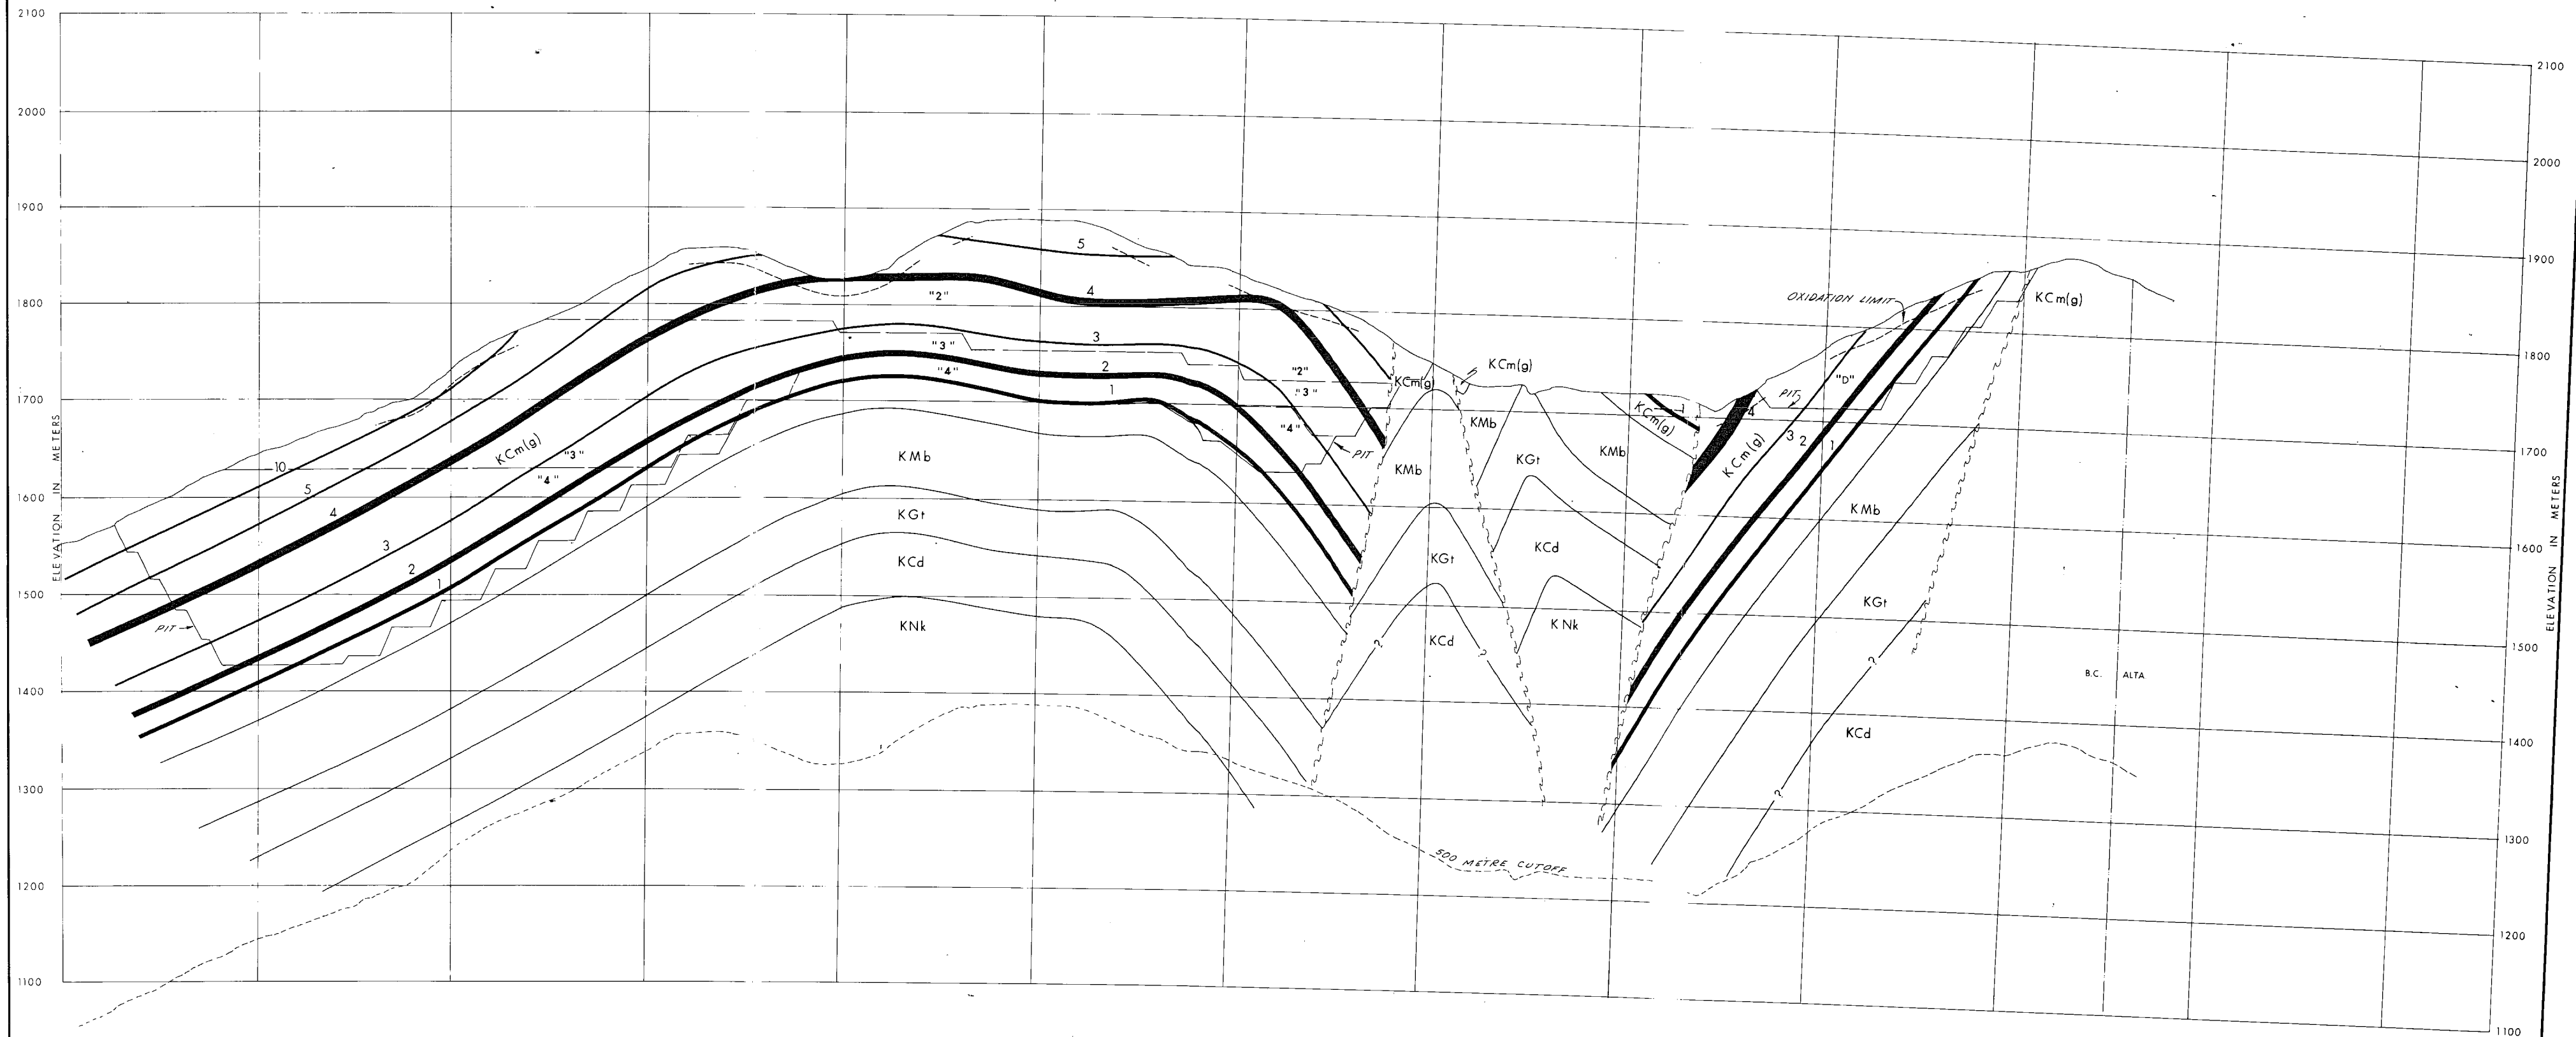 2100
2000
1900
1800
1700
1600
1500
1400
1300
1200
1100
ELEVATION IN METERS
5
"2"
4
3
"3"
2
"4"
1
"2"
"3"
"4"
PIT
10
5
4
KCm(g)
"3"
"4"
3
2
1
PIT
KMb
KGt
KCd
KNk
KCm(g)
KCm(g)
KMb
KMb
KGt
KMb
KCm(g)
1
KGt
KCd
KCd
KNk
?
?
4
PIT
OXIDATION LIMIT
"D"
KCm(g)
3
2
1
KCm(g)
KMb
KGt
KCd
?
?
B.C. ALTA.
500 METRE CUTOFF
2100
2000
1900
1800
1700
1600
1500
1400
1300
1200
1100
ELEVATION IN METERS